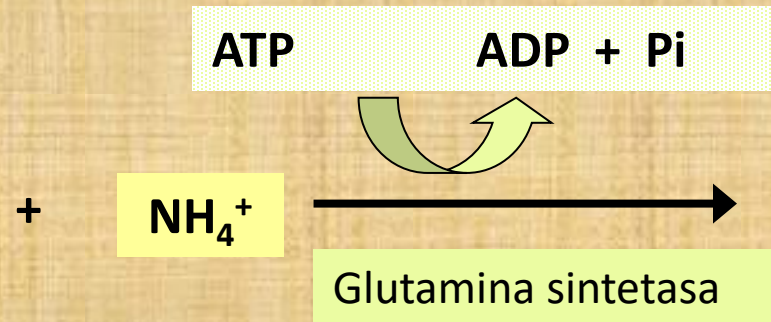 ATP ADP + Pi
+ NH₄⁺
Glutamina sintetasa